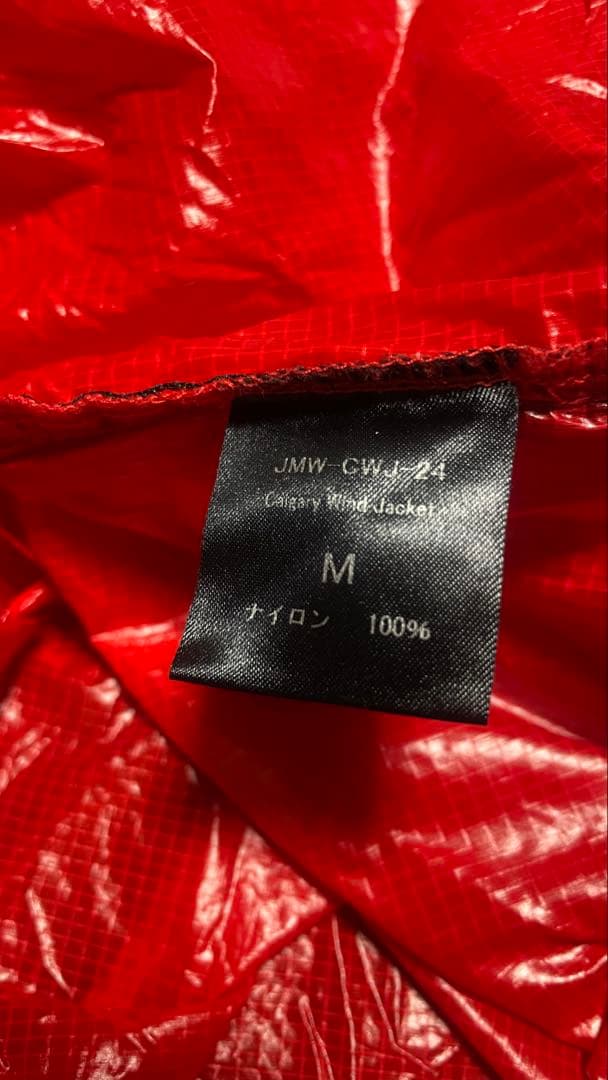 JMW-CWJ-24
Calgary Wind Jacket
M
ナイロン 100%